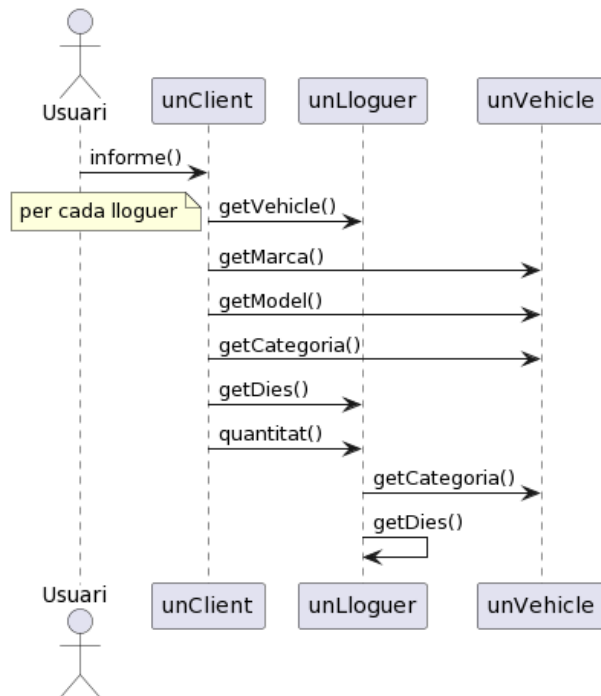 Usuari
unClient
unLloguer
unVehicle
informe()
per cada lloguer
getVehicle()
getMarca()
getModel()
getCategoria()
getDies()
quantitat()
getCategoria()
getDies()
Usuari
unClient
unLloguer
unVehicle